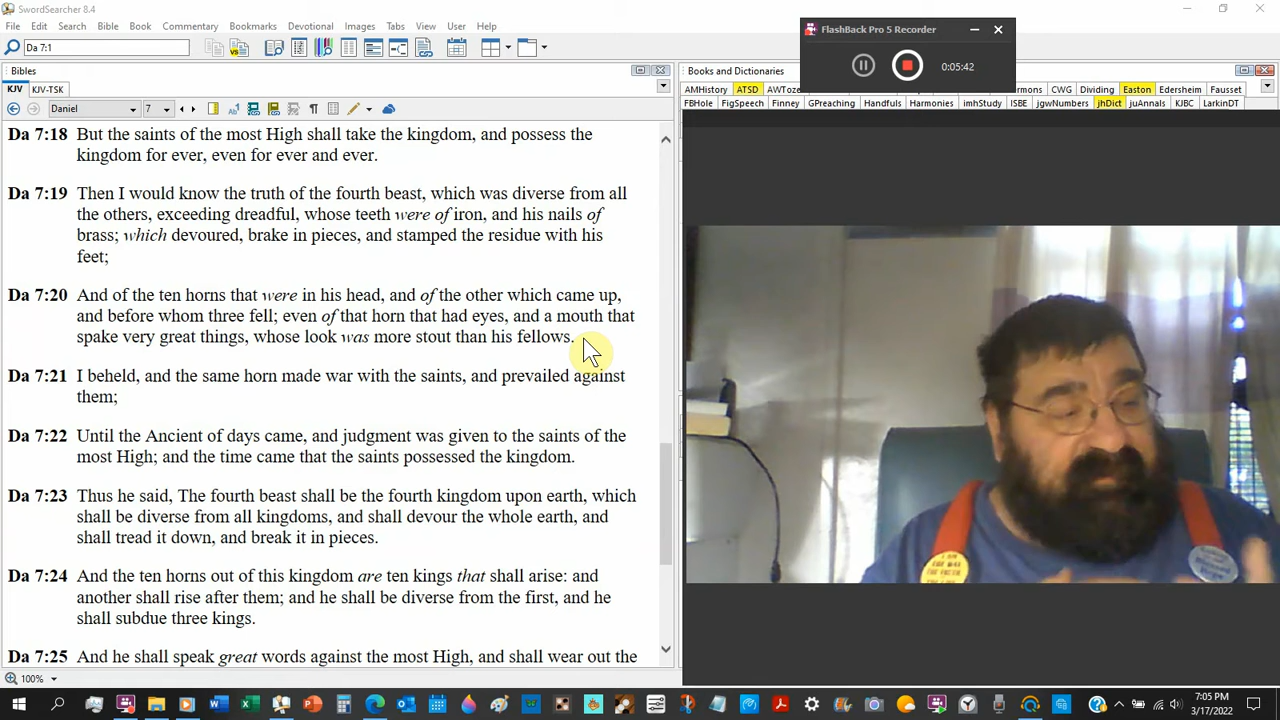 SwordSearcher 8.4
File Edit Search Bible Book Commentary Bookmarks Devotional Images Tabs View User Help
Da 7:1
FlashBack Pro 5 Recorder
0:05:42
Bibles
KJV KJV-TSK
Daniel 7
Books and Dictionaries
AMHistory ATSD AWToze CWG Dividing Easton Edersheim Fausset
FBHole FigSpeech Finney GPreaching Handfuls Harmonies imhStudy ISBE jgwNumbers jhDict juAnnals KJBC LarkinDT
Da 7:18 But the saints of the most High shall take the kingdom, and possess the
kingdom for ever, even for ever and ever.
Da 7:19 Then I would know the truth of the fourth beast, which was diverse from all
the others, exceeding dreadful, whose teeth were of iron, and his nails of
brass; which devoured, brake in pieces, and stamped the residue with his
feet;
Da 7:20 And of the ten horns that were in his head, and of the other which came up,
and before whom three fell; even of that horn that had eyes, and a mouth that
spake very great things, whose look was more stout than his fellows.
Da 7:21 I beheld, and the same horn made war with the saints, and prevailed against
them;
Da 7:22 Until the Ancient of days came, and judgment was given to the saints of the
most High; and the time came that the saints possessed the kingdom.
Da 7:23 Thus he said, The fourth beast shall be the fourth kingdom upon earth, which
shall be diverse from all kingdoms, and shall devour the whole earth, and
shall tread it down, and break it in pieces.
Da 7:24 And the ten horns out of this kingdom are ten kings that shall arise: and
another shall rise after them; and he shall be diverse from the first, and he
shall subdue three kings.
Da 7:25 And he shall speak great words against the most High, and shall wear out the
100%
7:05 PM
3/17/2022